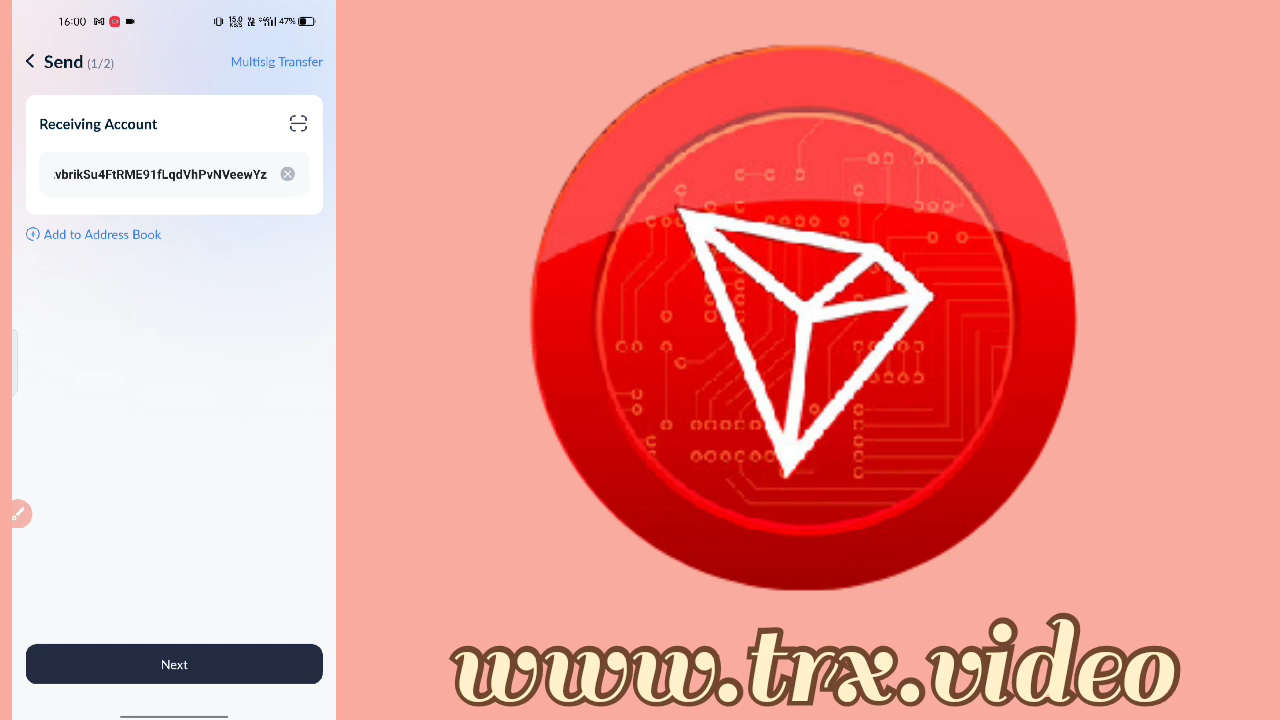 16:00 47%
Send (1/2) Multisig Transfer
Receiving Account
vbrikSu4FtRME91fLqdVhPvNVeewYz
Add to Address Book
Next
www.trx.video